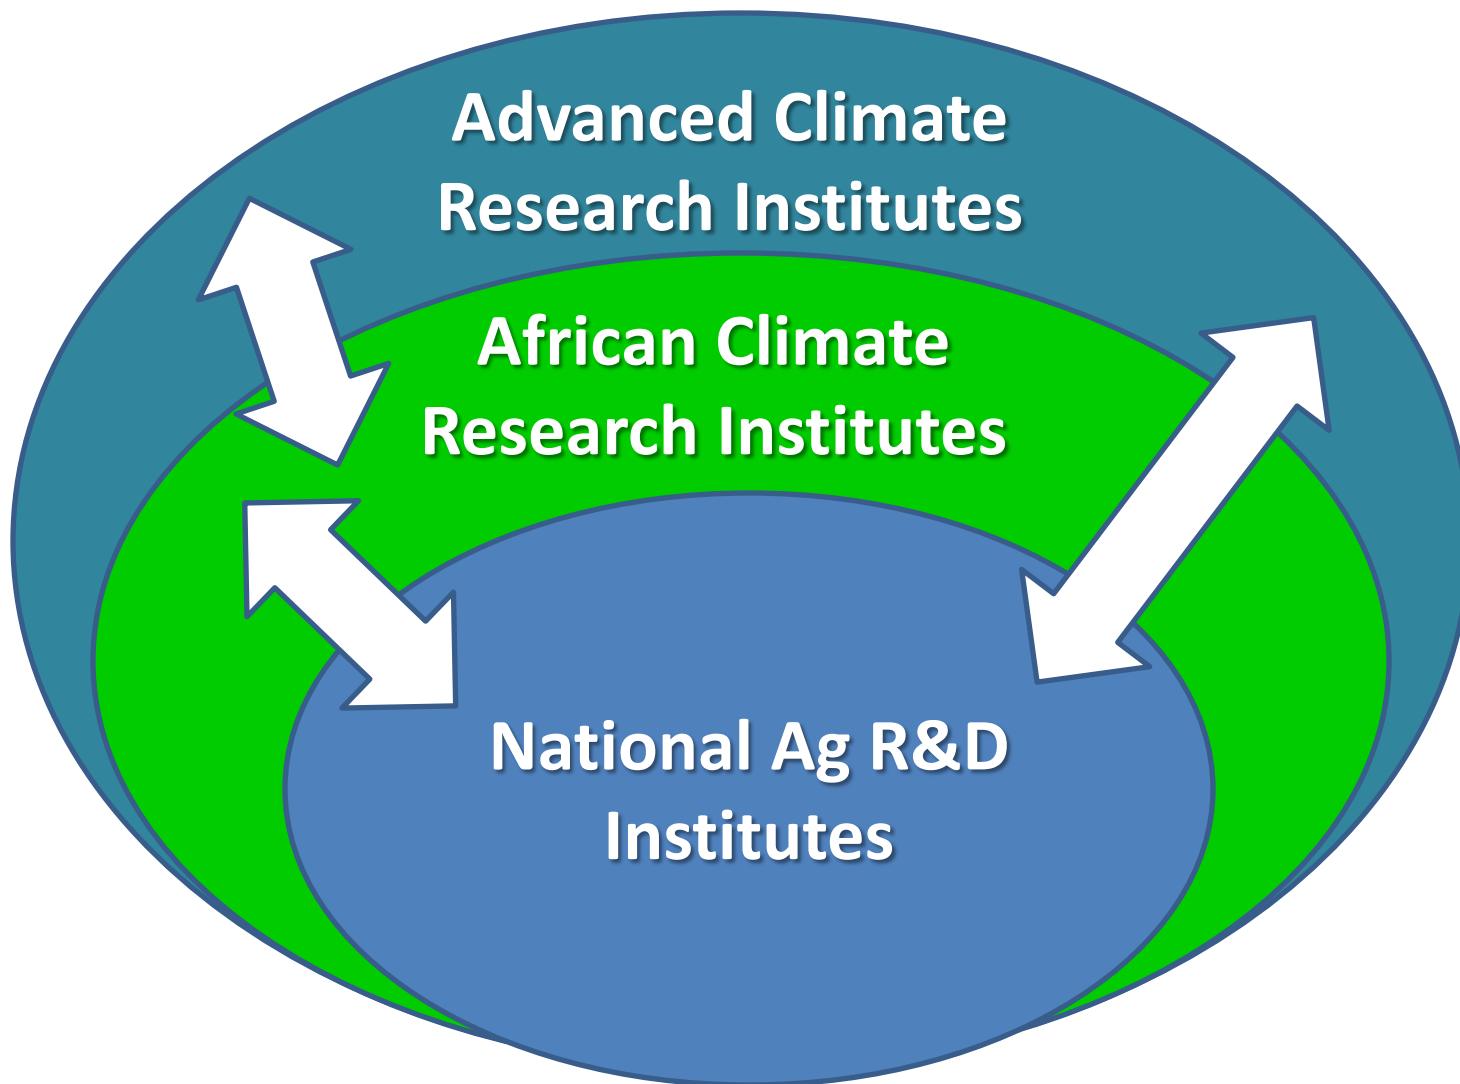 Advanced Climate
Research Institutes
African Climate
Research Institutes
National Ag R&D
Institutes